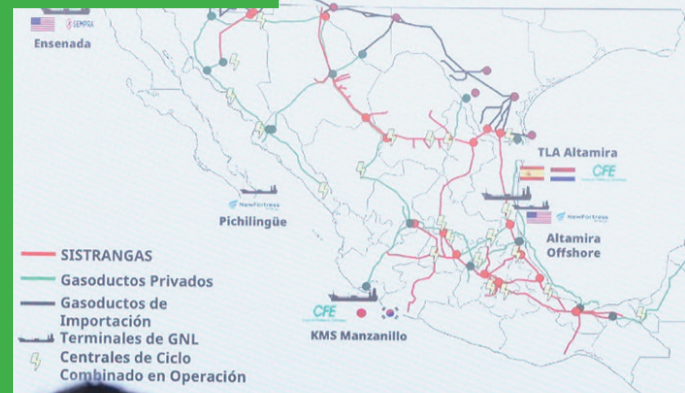 SEMPRA
Ensenada
TLA Altamira
CFE
NewFortress
Pichilingüe
NewFortress
Altamira
Offshore
SISTRANGAS
Gasoductos Privados
Gasoductos de
Importación
Terminales de GNL
Centrales de Ciclo
Combinado en Operación
CFE
KMS Manzanillo